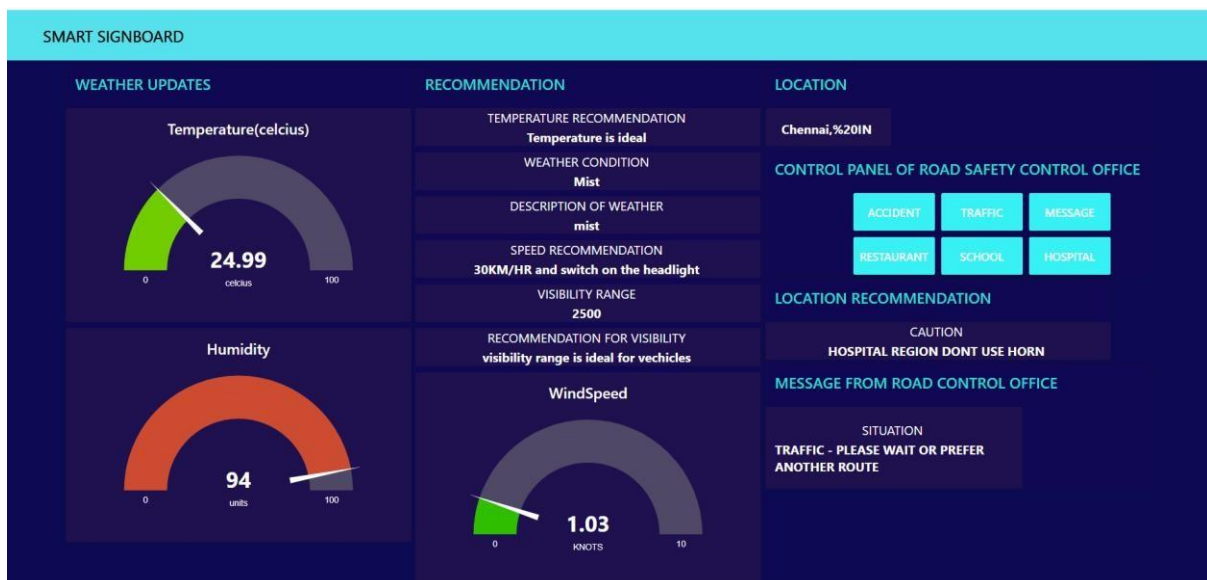 SMART SIGNBOARD
WEATHER UPDATES
Temperature(celcius)
24.99
celcius
0
100
Humidity
94
units
0
100
RECOMMENDATION
TEMPERATURE RECOMMENDATION
Temperature is ideal
WEATHER CONDITION
Mist
DESCRIPTION OF WEATHER
mist
SPEED RECOMMENDATION
30KM/HR and switch on the headlight
VISIBILITY RANGE
2500
RECOMMENDATION FOR VISIBILITY
visibility range is ideal for vechicles
WindSpeed
1.03
KNOTS
0
10
LOCATION
Chennai,%20IN
CONTROL PANEL OF ROAD SAFETY CONTROL OFFICE
ACCIDENT
TRAFFIC
MESSAGE
RESTAURANT
SCHOOL
HOSPITAL
LOCATION RECOMMENDATION
CAUTION
HOSPITAL REGION DONT USE HORN
MESSAGE FROM ROAD CONTROL OFFICE
SITUATION
TRAFFIC - PLEASE WAIT OR PREFER
ANOTHER ROUTE